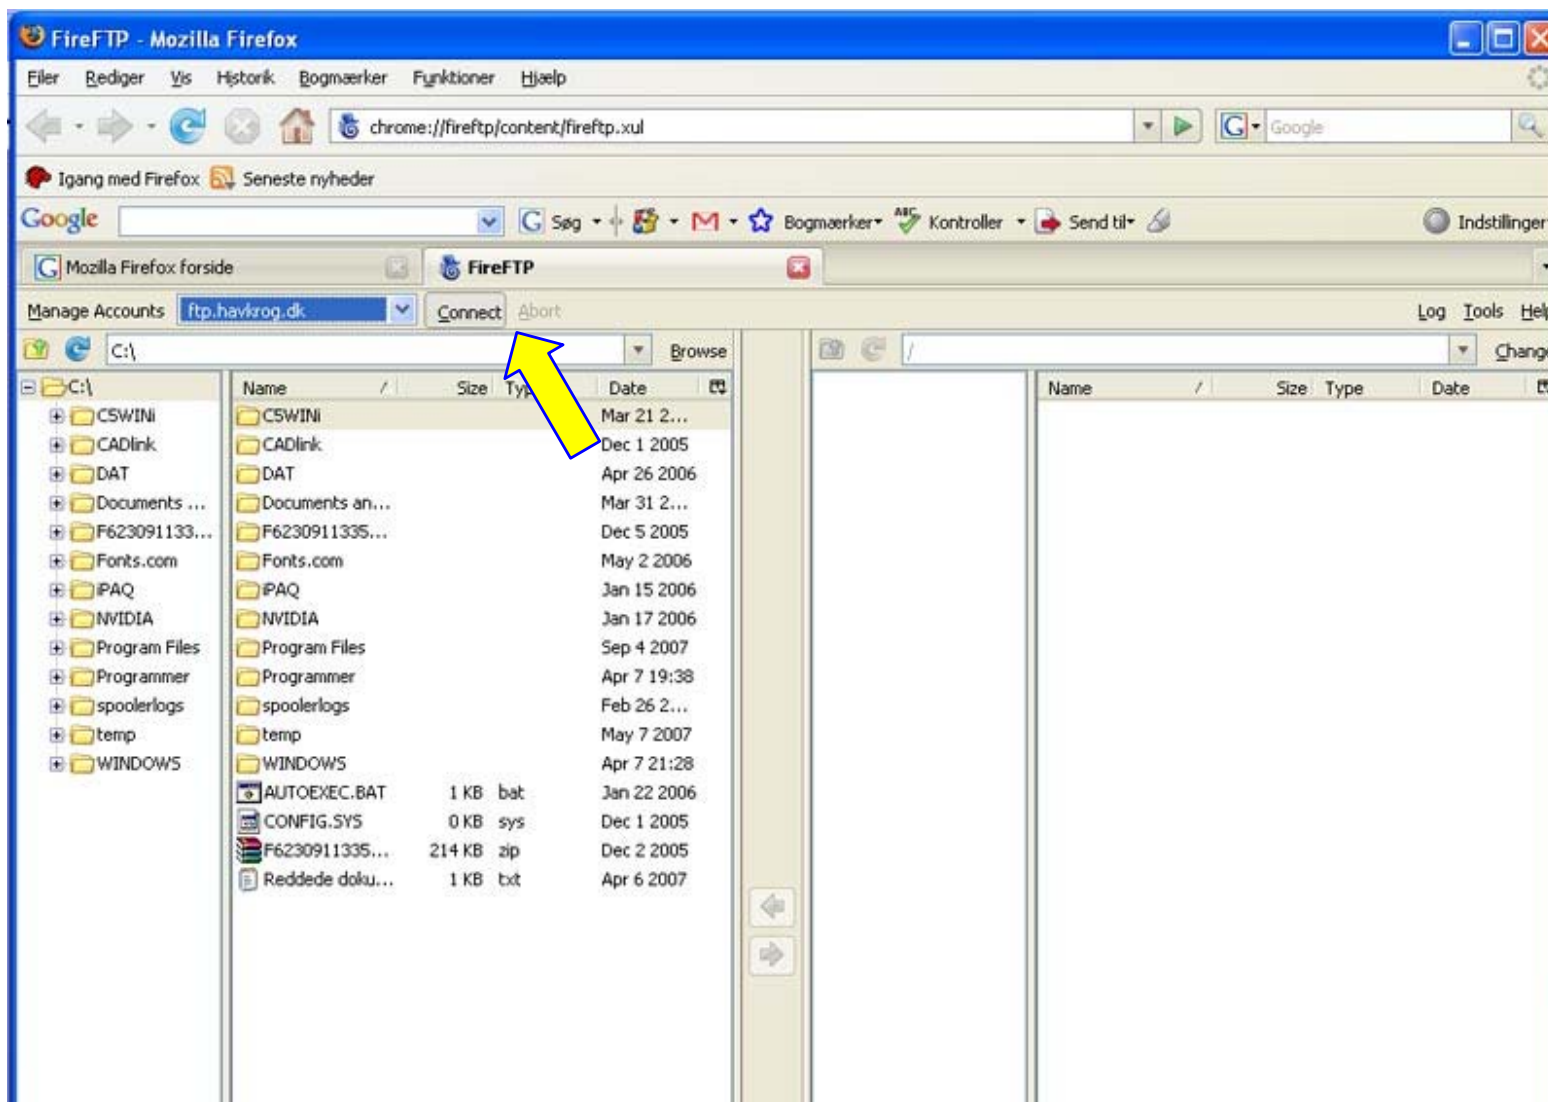 FireFTP - Mozilla Firefox
Filer Rediger Vis Historik Bogmærker Funktioner Hjælp
chrome://fireftp/content/fireftp.xul G Google
Igang med Firefox Seneste nyheder
Google G Søg Bogmærker ABC Kontroller Send til Indstillinger
G Mozilla Firefox forside FireFTP
Manage Accounts ftp.havkrog.dk Connect Abort Log Tools Help
C:\ Browse / Change
C:\ Name Size Type Date Name Size Type Date
C5WINi C5WINi Mar 21 2...
CADlink CADlink Dec 1 2005
DAT DAT Apr 26 2006
Documents ... Documents an... Mar 31 2...
F623091133... F6230911335... Dec 5 2005
Fonts.com Fonts.com May 2 2006
iPAQ iPAQ Jan 15 2006
NVIDIA NVIDIA Jan 17 2006
Program Files Program Files Sep 4 2007
Programmer Programmer Apr 7 19:38
spoolerlogs spoolerlogs Feb 26 2...
temp temp May 7 2007
WINDOWS WINDOWS Apr 7 21:28
AUTOEXEC.BAT 1 KB bat Jan 22 2006
CONFIG.SYS 0 KB sys Dec 1 2005
F6230911335... 214 KB zip Dec 2 2005
Reddede doku... 1 KB txt Apr 6 2007